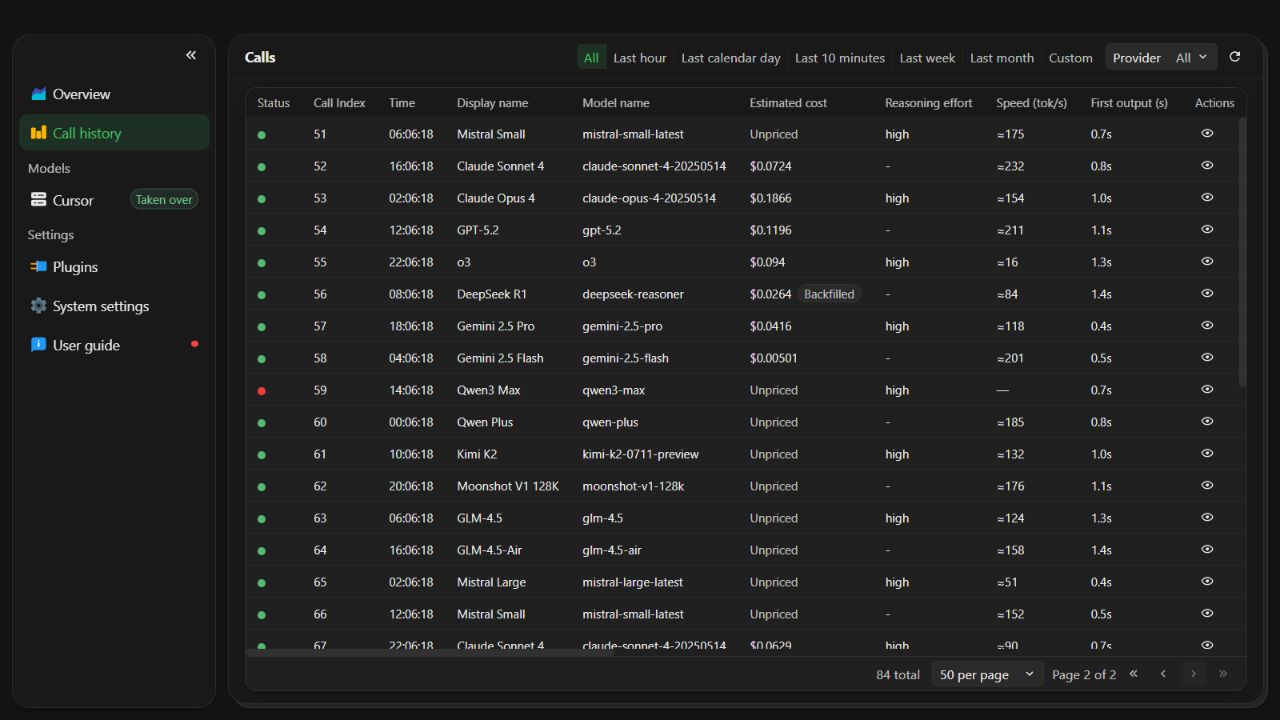 «
Overview
Call history
Models
Cursor Taken over
Settings
Plugins
System settings
User guide
Calls All Last hour Last calendar day Last 10 minutes Last week Last month Custom Provider All
Status Call Index Time Display name Model name Estimated cost Reasoning effort Speed (tok/s) First output (s) Actions
51 06:06:18 Mistral Small mistral-small-latest Unpriced high ≈175 0.7s
52 16:06:18 Claude Sonnet 4 claude-sonnet-4-20250514 $0.0724 - ≈232 0.8s
53 02:06:18 Claude Opus 4 claude-opus-4-20250514 $0.1866 high ≈154 1.0s
54 12:06:18 GPT-5.2 gpt-5.2 $0.1196 - ≈211 1.1s
55 22:06:18 o3 o3 $0.094 high ≈16 1.3s
56 08:06:18 DeepSeek R1 deepseek-reasoner $0.0264 Backfilled - ≈84 1.4s
57 18:06:18 Gemini 2.5 Pro gemini-2.5-pro $0.0416 high ≈118 0.4s
58 04:06:18 Gemini 2.5 Flash gemini-2.5-flash $0.00501 - ≈201 0.5s
59 14:06:18 Qwen3 Max qwen3-max Unpriced high — 0.7s
60 00:06:18 Qwen Plus qwen-plus Unpriced - ≈185 0.8s
61 10:06:18 Kimi K2 kimi-k2-0711-preview Unpriced high ≈132 1.0s
62 20:06:18 Moonshot V1 128K moonshot-v1-128k Unpriced - ≈176 1.1s
63 06:06:18 GLM-4.5 glm-4.5 Unpriced high ≈124 1.3s
64 16:06:18 GLM-4.5-Air glm-4.5-air Unpriced - ≈158 1.4s
65 02:06:18 Mistral Large mistral-large-latest Unpriced high ≈51 0.4s
66 12:06:18 Mistral Small mistral-small-latest Unpriced - ≈152 0.5s
67 22:06:18 Claude Sonnet 4 claude-sonnet-4-20250514 $0.0629 high ≈90 0.7s
84 total 50 per page Page 2 of 2 « ‹ › »